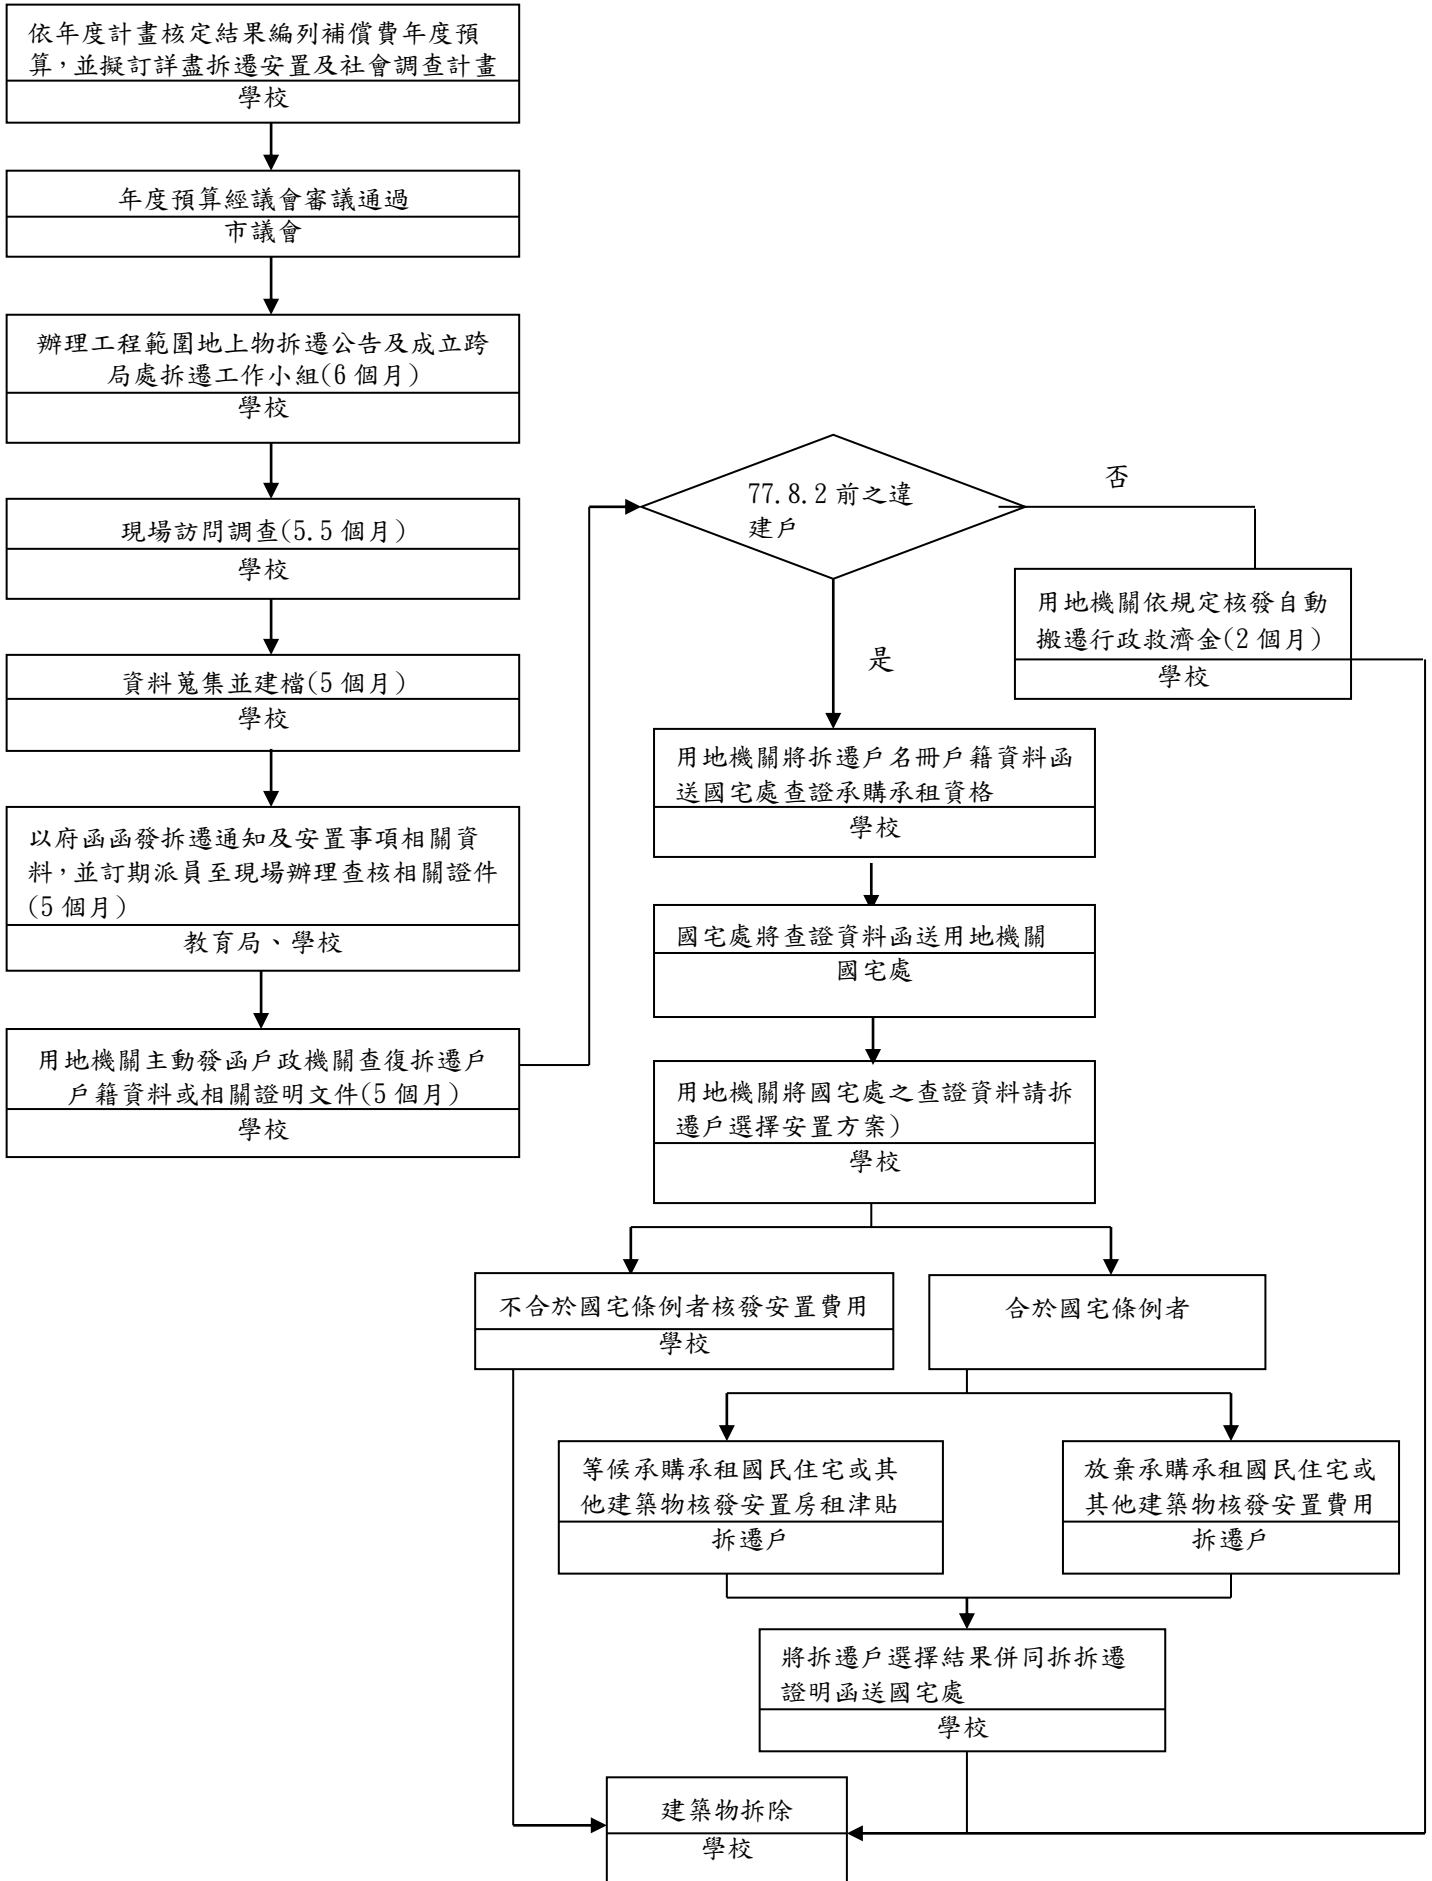 依年度計畫核定結果編列補償費年度預
算，並擬訂詳盡拆遷安置及社會調查計畫
學校
年度預算經議會審議通過
市議會
辦理工程範圍地上物拆遷公告及成立跨
局處拆遷工作小組(6 個月)
學校
現場訪問調查(5.5 個月)
學校
資料蒐集並建檔(5 個月)
學校
以府函函發拆遷通知及安置事項相關資
料，並訂期派員至現場辦理查核相關證件
(5 個月)
教育局、學校
用地機關主動發函戶政機關查復拆遷戶
戶籍資料或相關證明文件(5 個月)
學校
77.8.2 前之違
建戶
否
是
用地機關依規定核發自動
搬遷行政救濟金(2 個月)
學校
用地機關將拆遷戶名冊戶籍資料函
送國宅處查證承購承租資格
學校
國宅處將查證資料函送用地機關
國宅處
用地機關將國宅處之查證資料請拆
遷戶選擇安置方案)
學校
不合於國宅條例者核發安置費用
學校
合於國宅條例者
等候承購承租國民住宅或其
他建築物核發安置房租津貼
拆遷戶
放棄承購承租國民住宅或
其他建築物核發安置費用
拆遷戶
將拆遷戶選擇結果併同拆拆遷
證明函送國宅處
學校
建築物拆除
學校